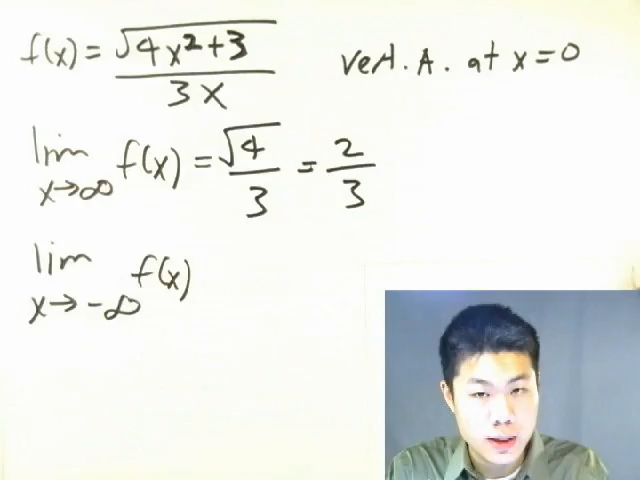 f(x) = √(4x²+3) / 3x vert. A. at x = 0
lim x→∞ f(x) = √4 / 3 = 2/3
lim x→-∞ f(x)